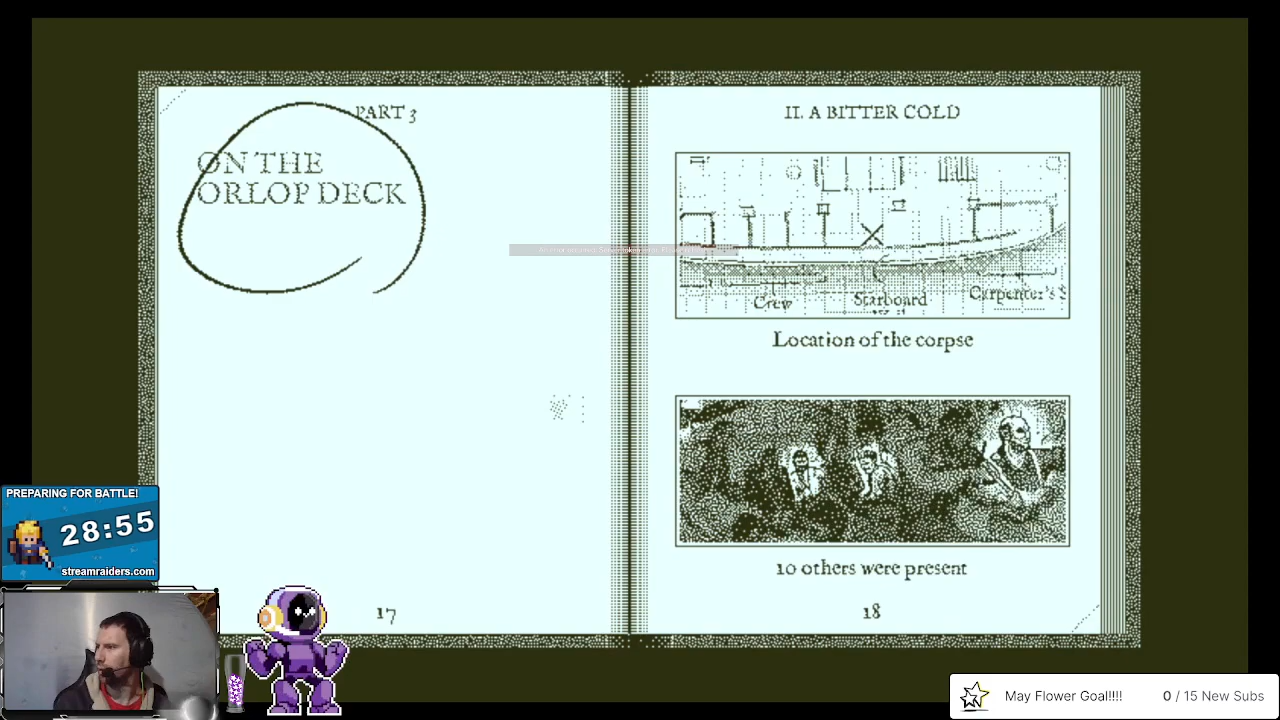 PART 3
ON THE
ORLOP DECK
17
II. A BITTER COLD
Crew
Starboard
Carpenter's S
Location of the corpse
10 others were present
18
PREPARING FOR BATTLE!
28:55
streamraiders.com
May Flower Goal!!!! 0 / 15 New Subs